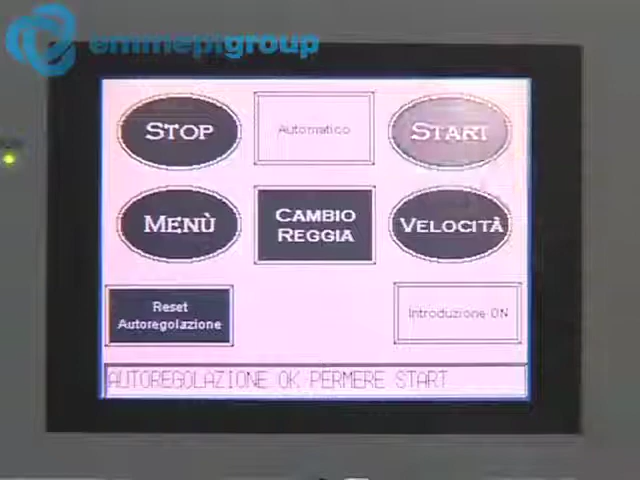 emmepigroup
STOP
Automatico
START
MENÙ
CAMBIO
REGGIA
VELOCITÀ
Reset
Autoregolazione
Introduzione ON
AUTOREGOLAZIONE OK PERMERE START